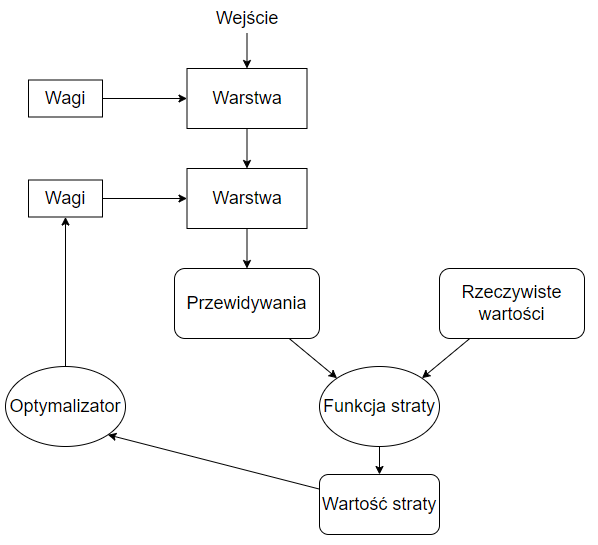 Wejście
Wagi
Warstwa
Wagi
Warstwa
Przewidywania
Rzeczywiste
wartości
Optymalizator
Funkcja straty
Wartość straty